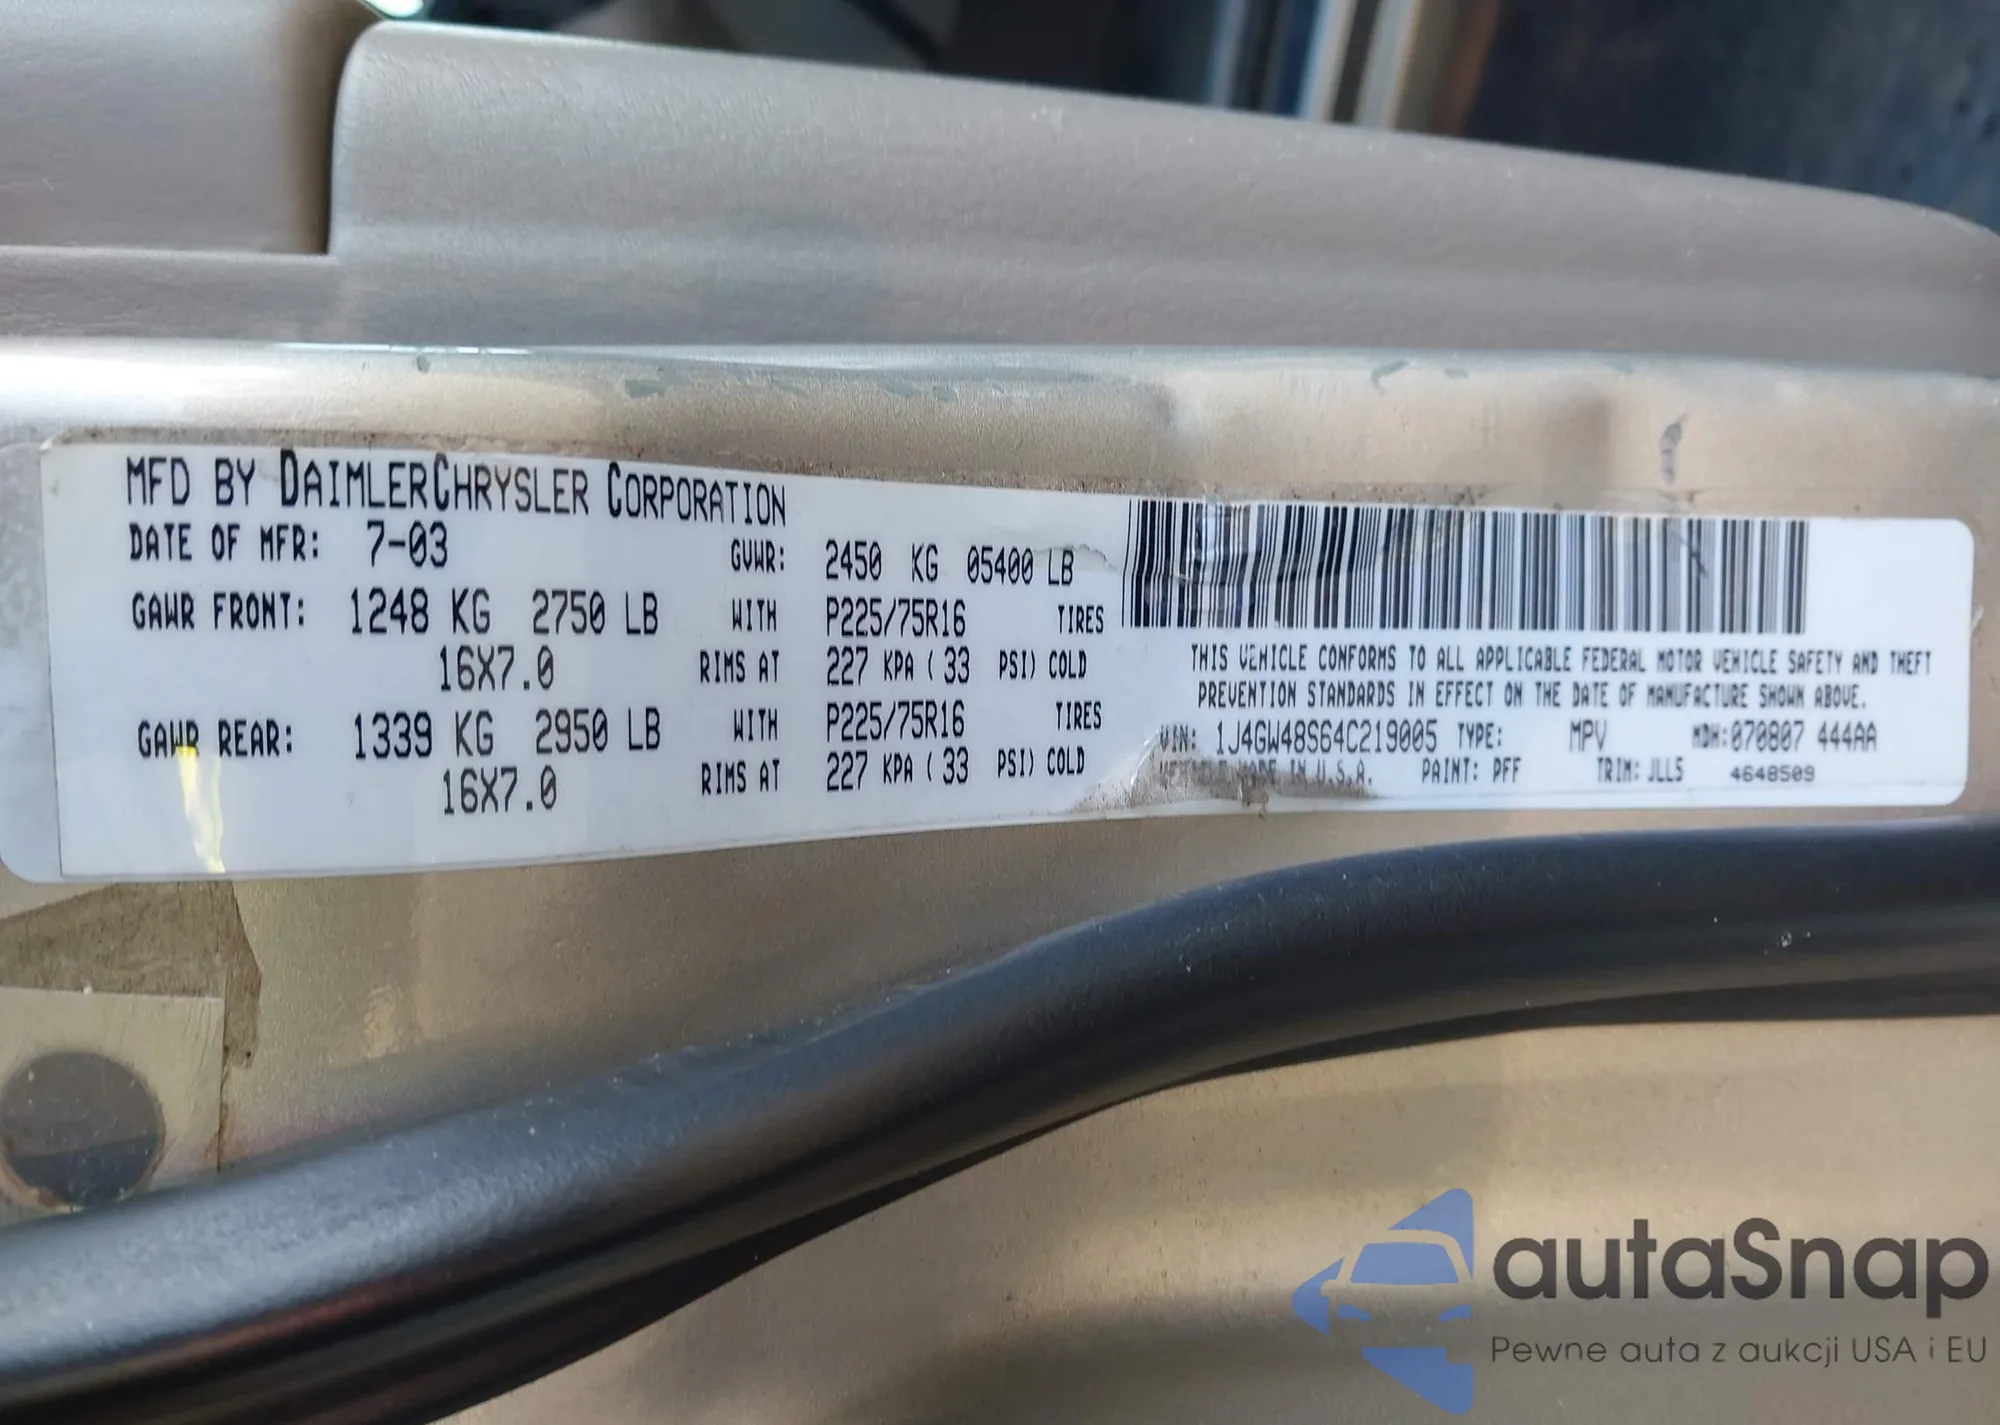 MFD BY DAIMLERCHRYSLER CORPORATION
DATE OF MFR: 7-03 GVWR: 2450 KG 05400 LB
GAWR FRONT: 1248 KG 2750 LB WITH P225/75R16 TIRES
16X7.0 RIMS AT 227 KPA ( 33 PSI) COLD
GAWR REAR: 1339 KG 2950 LB WITH P225/75R16 TIRES
16X7.0 RIMS AT 227 KPA ( 33 PSI) COLD
THIS VEHICLE CONFORMS TO ALL APPLICABLE FEDERAL MOTOR VEHICLE SAFETY AND THEFT
PREVENTION STANDARDS IN EFFECT ON THE DATE OF MANUFACTURE SHOWN ABOVE.
VIN: 1J4GW48S64C219005 TYPE: MPV MDH:070807 444AA
VEHICLE MADE IN U.S.A. PAINT: PFF TRIM: JLL5 4648509
autaSnap
Pewne auta z aukcji USA i EU